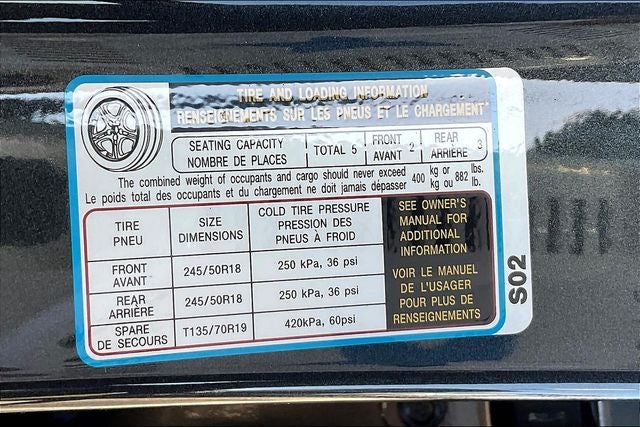 TIRE AND LOADING INFORMATION
RENSEIGNEMENTS SUR LES PNEUS ET LE CHARGEMENT
SEATING CAPACITY
NOMBRE DE PLACES
TOTAL 5
FRONT
AVANT 2
REAR
ARRIÈRE 3
The combined weight of occupants and cargo should never exceed 400 kg or 882 lbs.
Le poids total des occupants et du chargement ne doit jamais dépasser kg ou lb.
TIRE
PNEU
SIZE
DIMENSIONS
COLD TIRE PRESSURE
PRESSION DES
PNEUS À FROID
SEE OWNER'S
MANUAL FOR
ADDITIONAL
INFORMATION
FRONT
AVANT
245/50R18
250 kPa, 36 psi
REAR
ARRIÈRE
245/50R18
250 kPa, 36 psi
SPARE
DE SECOURS
T135/70R19
420kPa, 60psi
VOIR LE MANUEL
DE L'USAGER
POUR PLUS DE
RENSEIGNEMENTS
S02